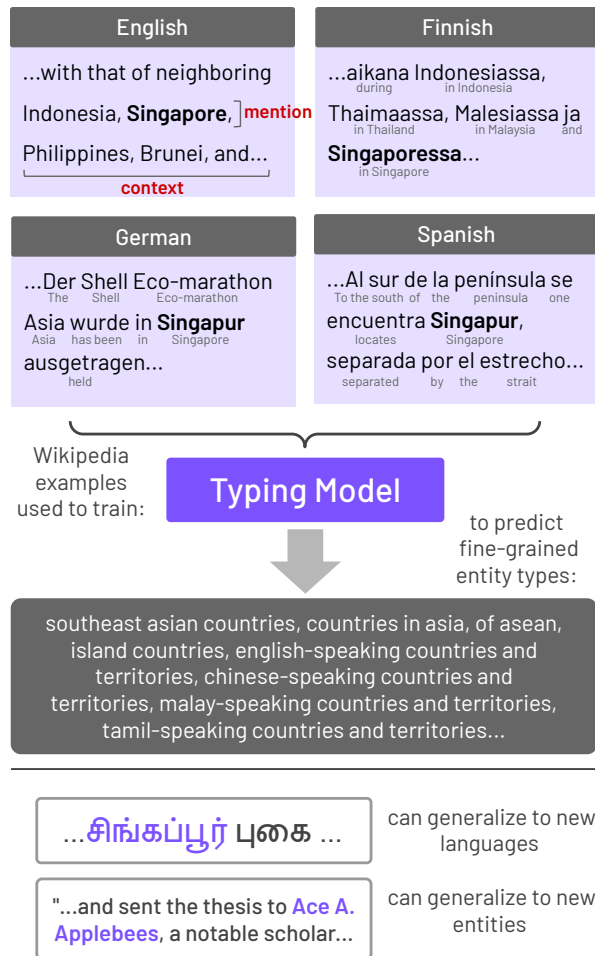 English
...with that of neighboring
Indonesia, Singapore, mention
Philippines, Brunei, and...
context
Finnish
...aikana Indonesiassa,
during in Indonesia
Thaimaassa, Malesiassa ja
in Thailand in Malaysia and
Singaporessa...
in Singapore
German
...Der Shell Eco-marathon
The Shell Eco-marathon
Asia wurde in Singapur
Asia has been in Singapore
ausgetragen...
held
Spanish
...Al sur de la península se
To the south of the peninsula one
encuentra Singapur,
locates Singapore
separada por el estrecho...
separated by the strait
Wikipedia
examples
used to train:
Typing Model
to predict
fine-grained
entity types:
southeast asian countries, countries in asia, of asean,
island countries, english-speaking countries and
territories, chinese-speaking countries and
territories, malay-speaking countries and territories,
tamil-speaking countries and territories...
...சிங்கப்பூர் புகை ...
can generalize to new
languages
"...and sent the thesis to Ace A.
Applebees, a notable scholar...
can generalize to new
entities